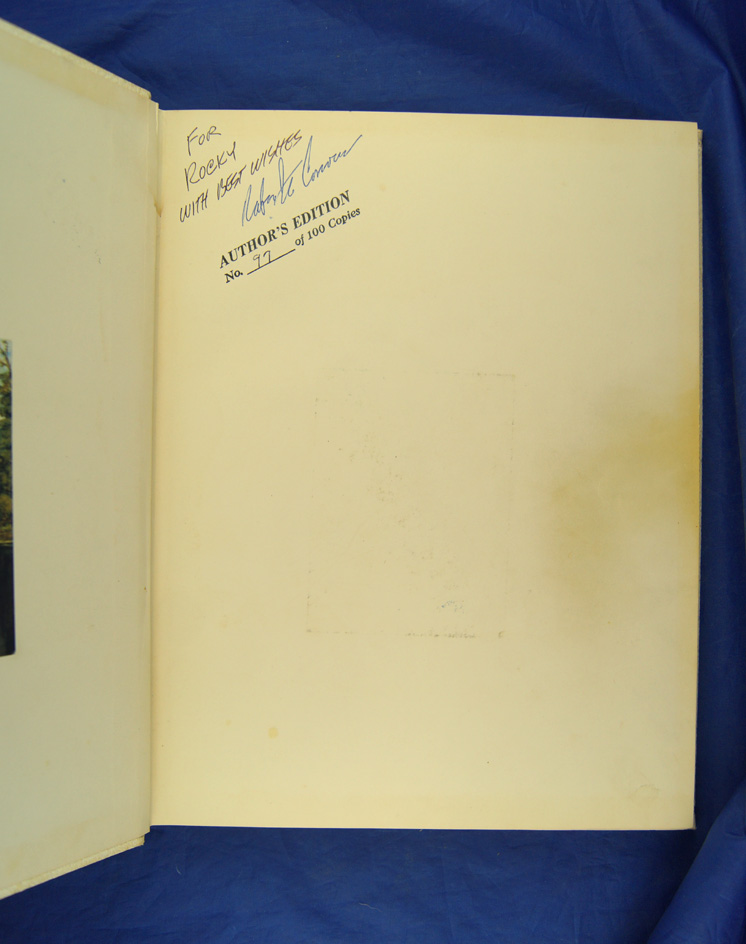 FOR
ROCKY
WITH BEST WISHES
AUTHOR'S EDITION
No. 97 of 100 Copies